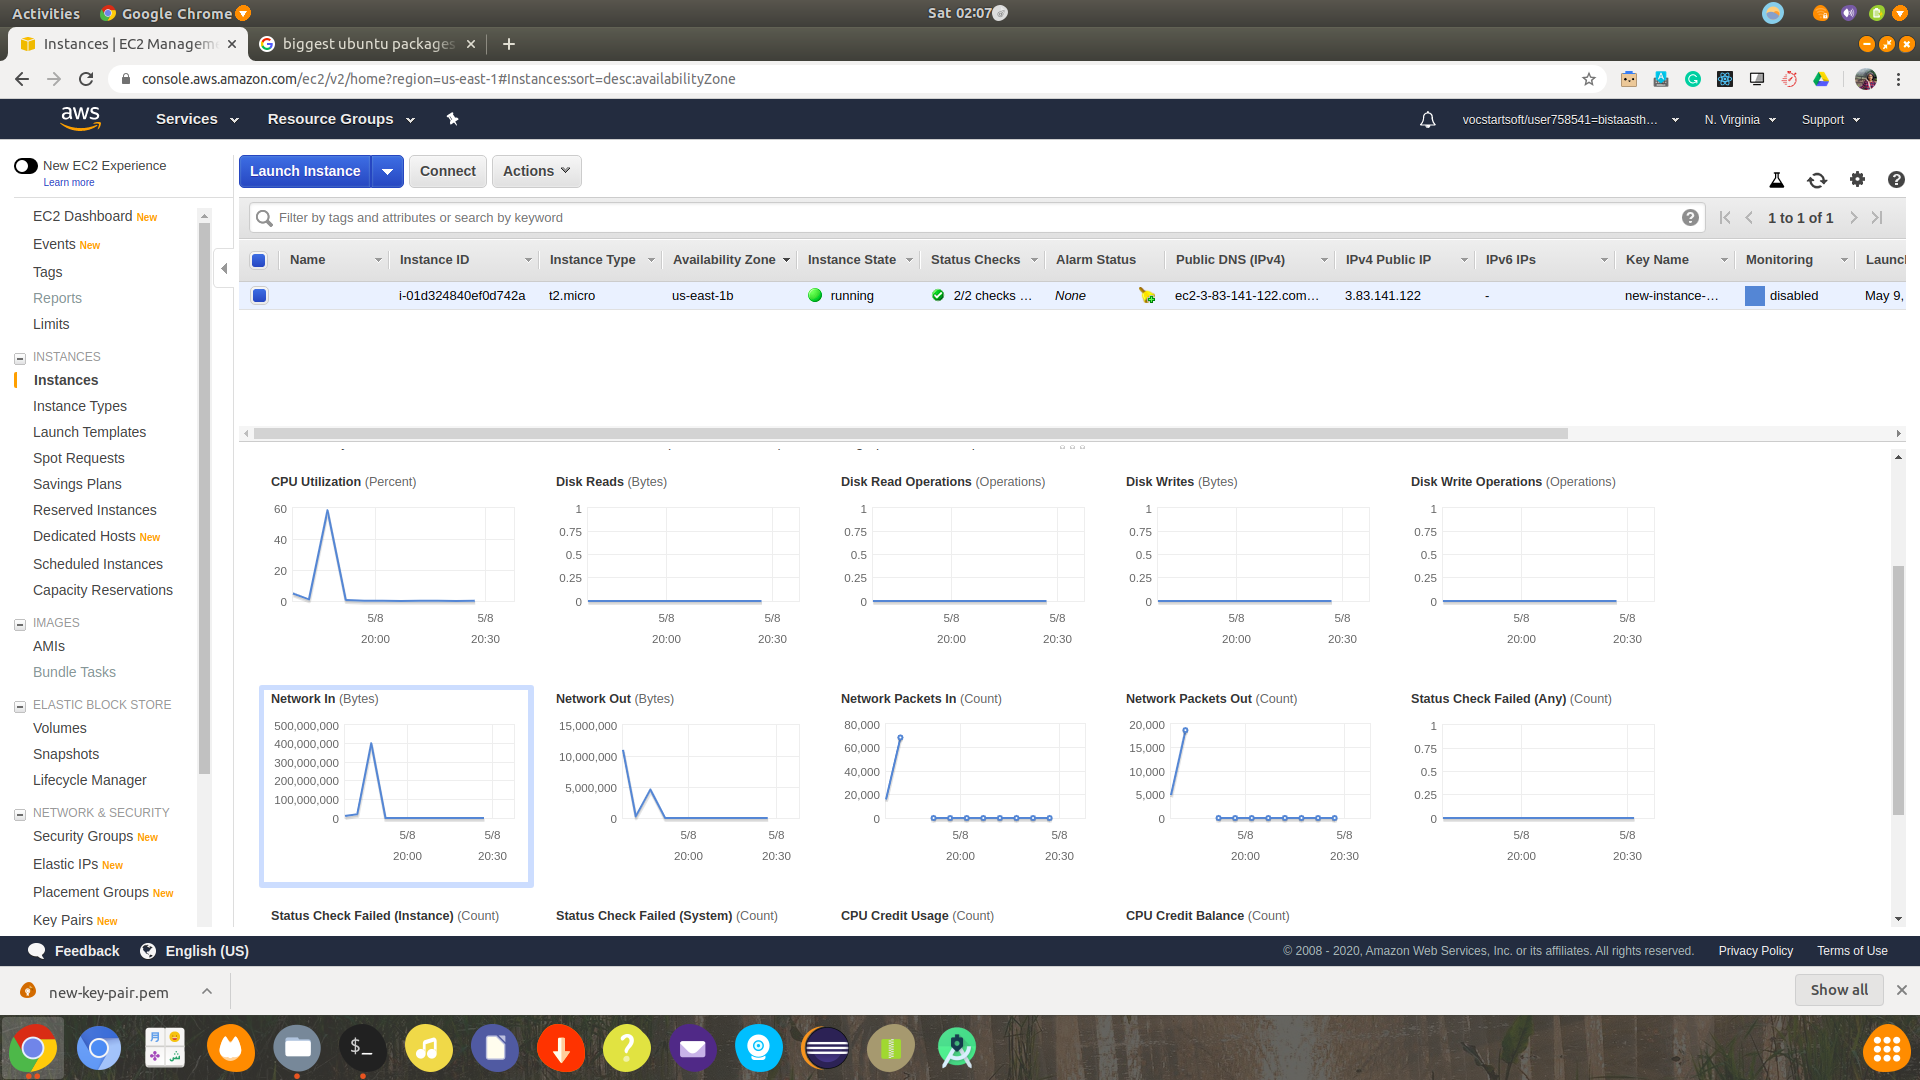 Activities Google Chrome Sat 02:07
Instances | EC2 Managem biggest ubuntu packages
console.aws.amazon.com/ec2/v2/home?region=us-east-1#Instances:sort=desc:availabilityZone
aws Services Resource Groups vocstartsoft/user758541=bistaasth... N. Virginia Support
New EC2 Experience
Learn more
Launch Instance Connect Actions
EC2 Dashboard New
Events New
Tags
Reports
Limits
INSTANCES
Instances
Instance Types
Launch Templates
Spot Requests
Savings Plans
Reserved Instances
Dedicated Hosts New
Scheduled Instances
Capacity Reservations
IMAGES
AMIs
Bundle Tasks
ELASTIC BLOCK STORE
Volumes
Snapshots
Lifecycle Manager
NETWORK & SECURITY
Security Groups New
Elastic IPs New
Placement Groups New
Key Pairs New
Filter by tags and attributes or search by keyword 1 to 1 of 1
Name Instance ID Instance Type Availability Zone Instance State Status Checks Alarm Status Public DNS (IPv4) IPv4 Public IP IPv6 IPs Key Name Monitoring Launch
i-01d324840ef0d742a t2.micro us-east-1b running 2/2 checks ... None ec2-3-83-141-122.com... 3.83.141.122 - new-instance-... disabled May 9,
CPU Utilization (Percent)
60
40
20
0
5/8 5/8
20:00 20:30
Disk Reads (Bytes)
1
0.75
0.5
0.25
0
5/8 5/8
20:00 20:30
Disk Read Operations (Operations)
1
0.75
0.5
0.25
0
5/8 5/8
20:00 20:30
Disk Writes (Bytes)
1
0.75
0.5
0.25
0
5/8 5/8
20:00 20:30
Disk Write Operations (Operations)
1
0.75
0.5
0.25
0
5/8 5/8
20:00 20:30
Network In (Bytes)
500,000,000
400,000,000
300,000,000
200,000,000
100,000,000
0
5/8 5/8
20:00 20:30
Network Out (Bytes)
15,000,000
10,000,000
5,000,000
0
5/8 5/8
20:00 20:30
Network Packets In (Count)
80,000
60,000
40,000
20,000
0
5/8 5/8
20:00 20:30
Network Packets Out (Count)
20,000
15,000
10,000
5,000
0
5/8 5/8
20:00 20:30
Status Check Failed (Any) (Count)
1
0.75
0.5
0.25
0
5/8 5/8
20:00 20:30
Status Check Failed (Instance) (Count) Status Check Failed (System) (Count) CPU Credit Usage (Count) CPU Credit Balance (Count)
Feedback English (US) © 2008 - 2020, Amazon Web Services, Inc. or its affiliates. All rights reserved. Privacy Policy Terms of Use
new-key-pair.pem Show all